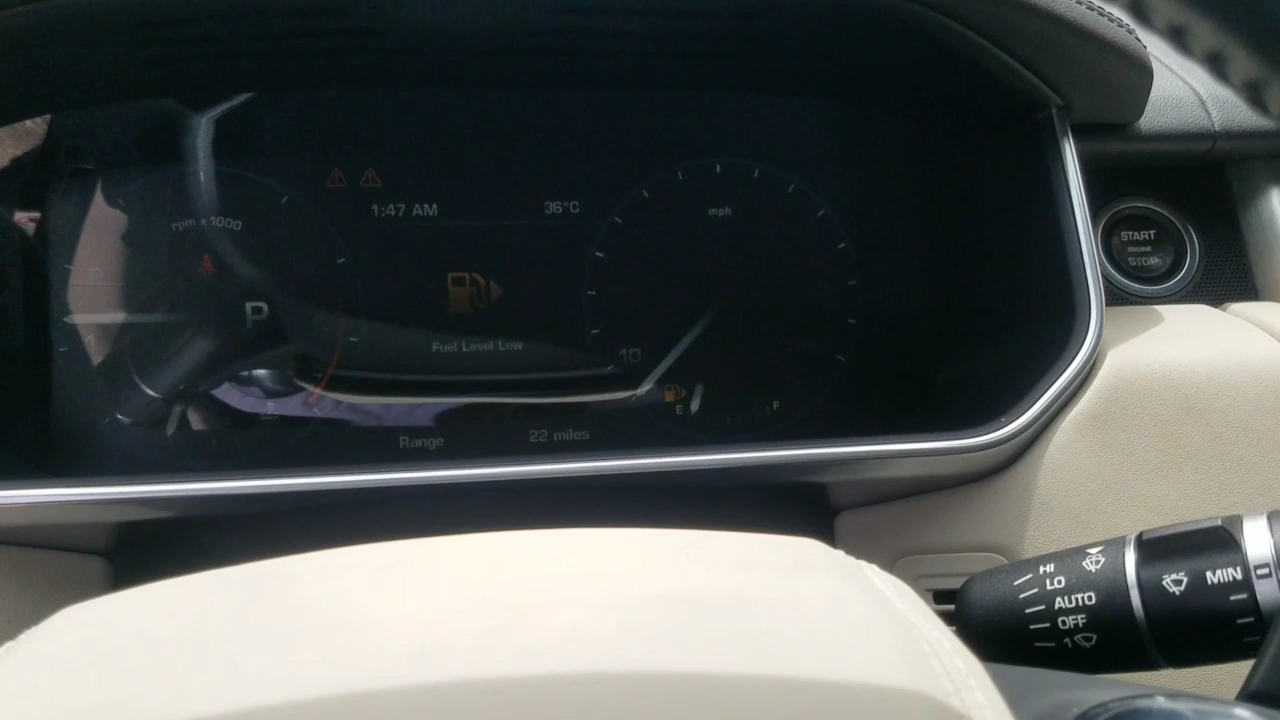 1:47 AM 36°C
rpm x 1000
mph
P
Fuel Level Low
10
E F
Range 22 miles
START
ENGINE
STOP
HI
LO
AUTO
OFF
1
MIN